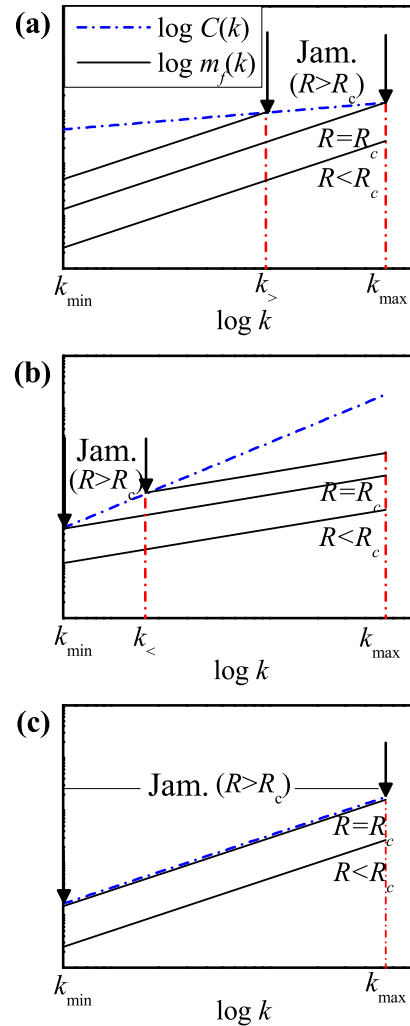 (a)
log C(k)
log m_f(k)
Jam.
(R>R_c)
R=R_c
R<R_c
k_min
k_>
k_max
log k
(b)
Jam.
(R>R_c)
R=R_c
R<R_c
k_min
k_<
k_max
log k
(c)
Jam. (R>R_c)
R=R_c
R<R_c
k_min
k_max
log k